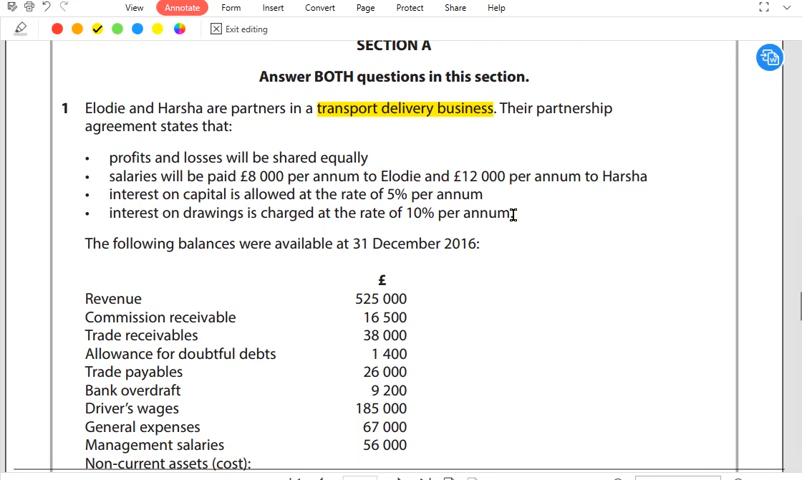 View Annotate Form Insert Convert Page Protect Share Help
Exit editing
SECTION A
Answer BOTH questions in this section.
1 Elodie and Harsha are partners in a transport delivery business. Their partnership
agreement states that:
• profits and losses will be shared equally
• salaries will be paid £8 000 per annum to Elodie and £12 000 per annum to Harsha
• interest on capital is allowed at the rate of 5% per annum
• interest on drawings is charged at the rate of 10% per annum
The following balances were available at 31 December 2016:
£
Revenue 525 000
Commission receivable 16 500
Trade receivables 38 000
Allowance for doubtful debts 1 400
Trade payables 26 000
Bank overdraft 9 200
Driver's wages 185 000
General expenses 67 000
Management salaries 56 000
Non-current assets (cost):